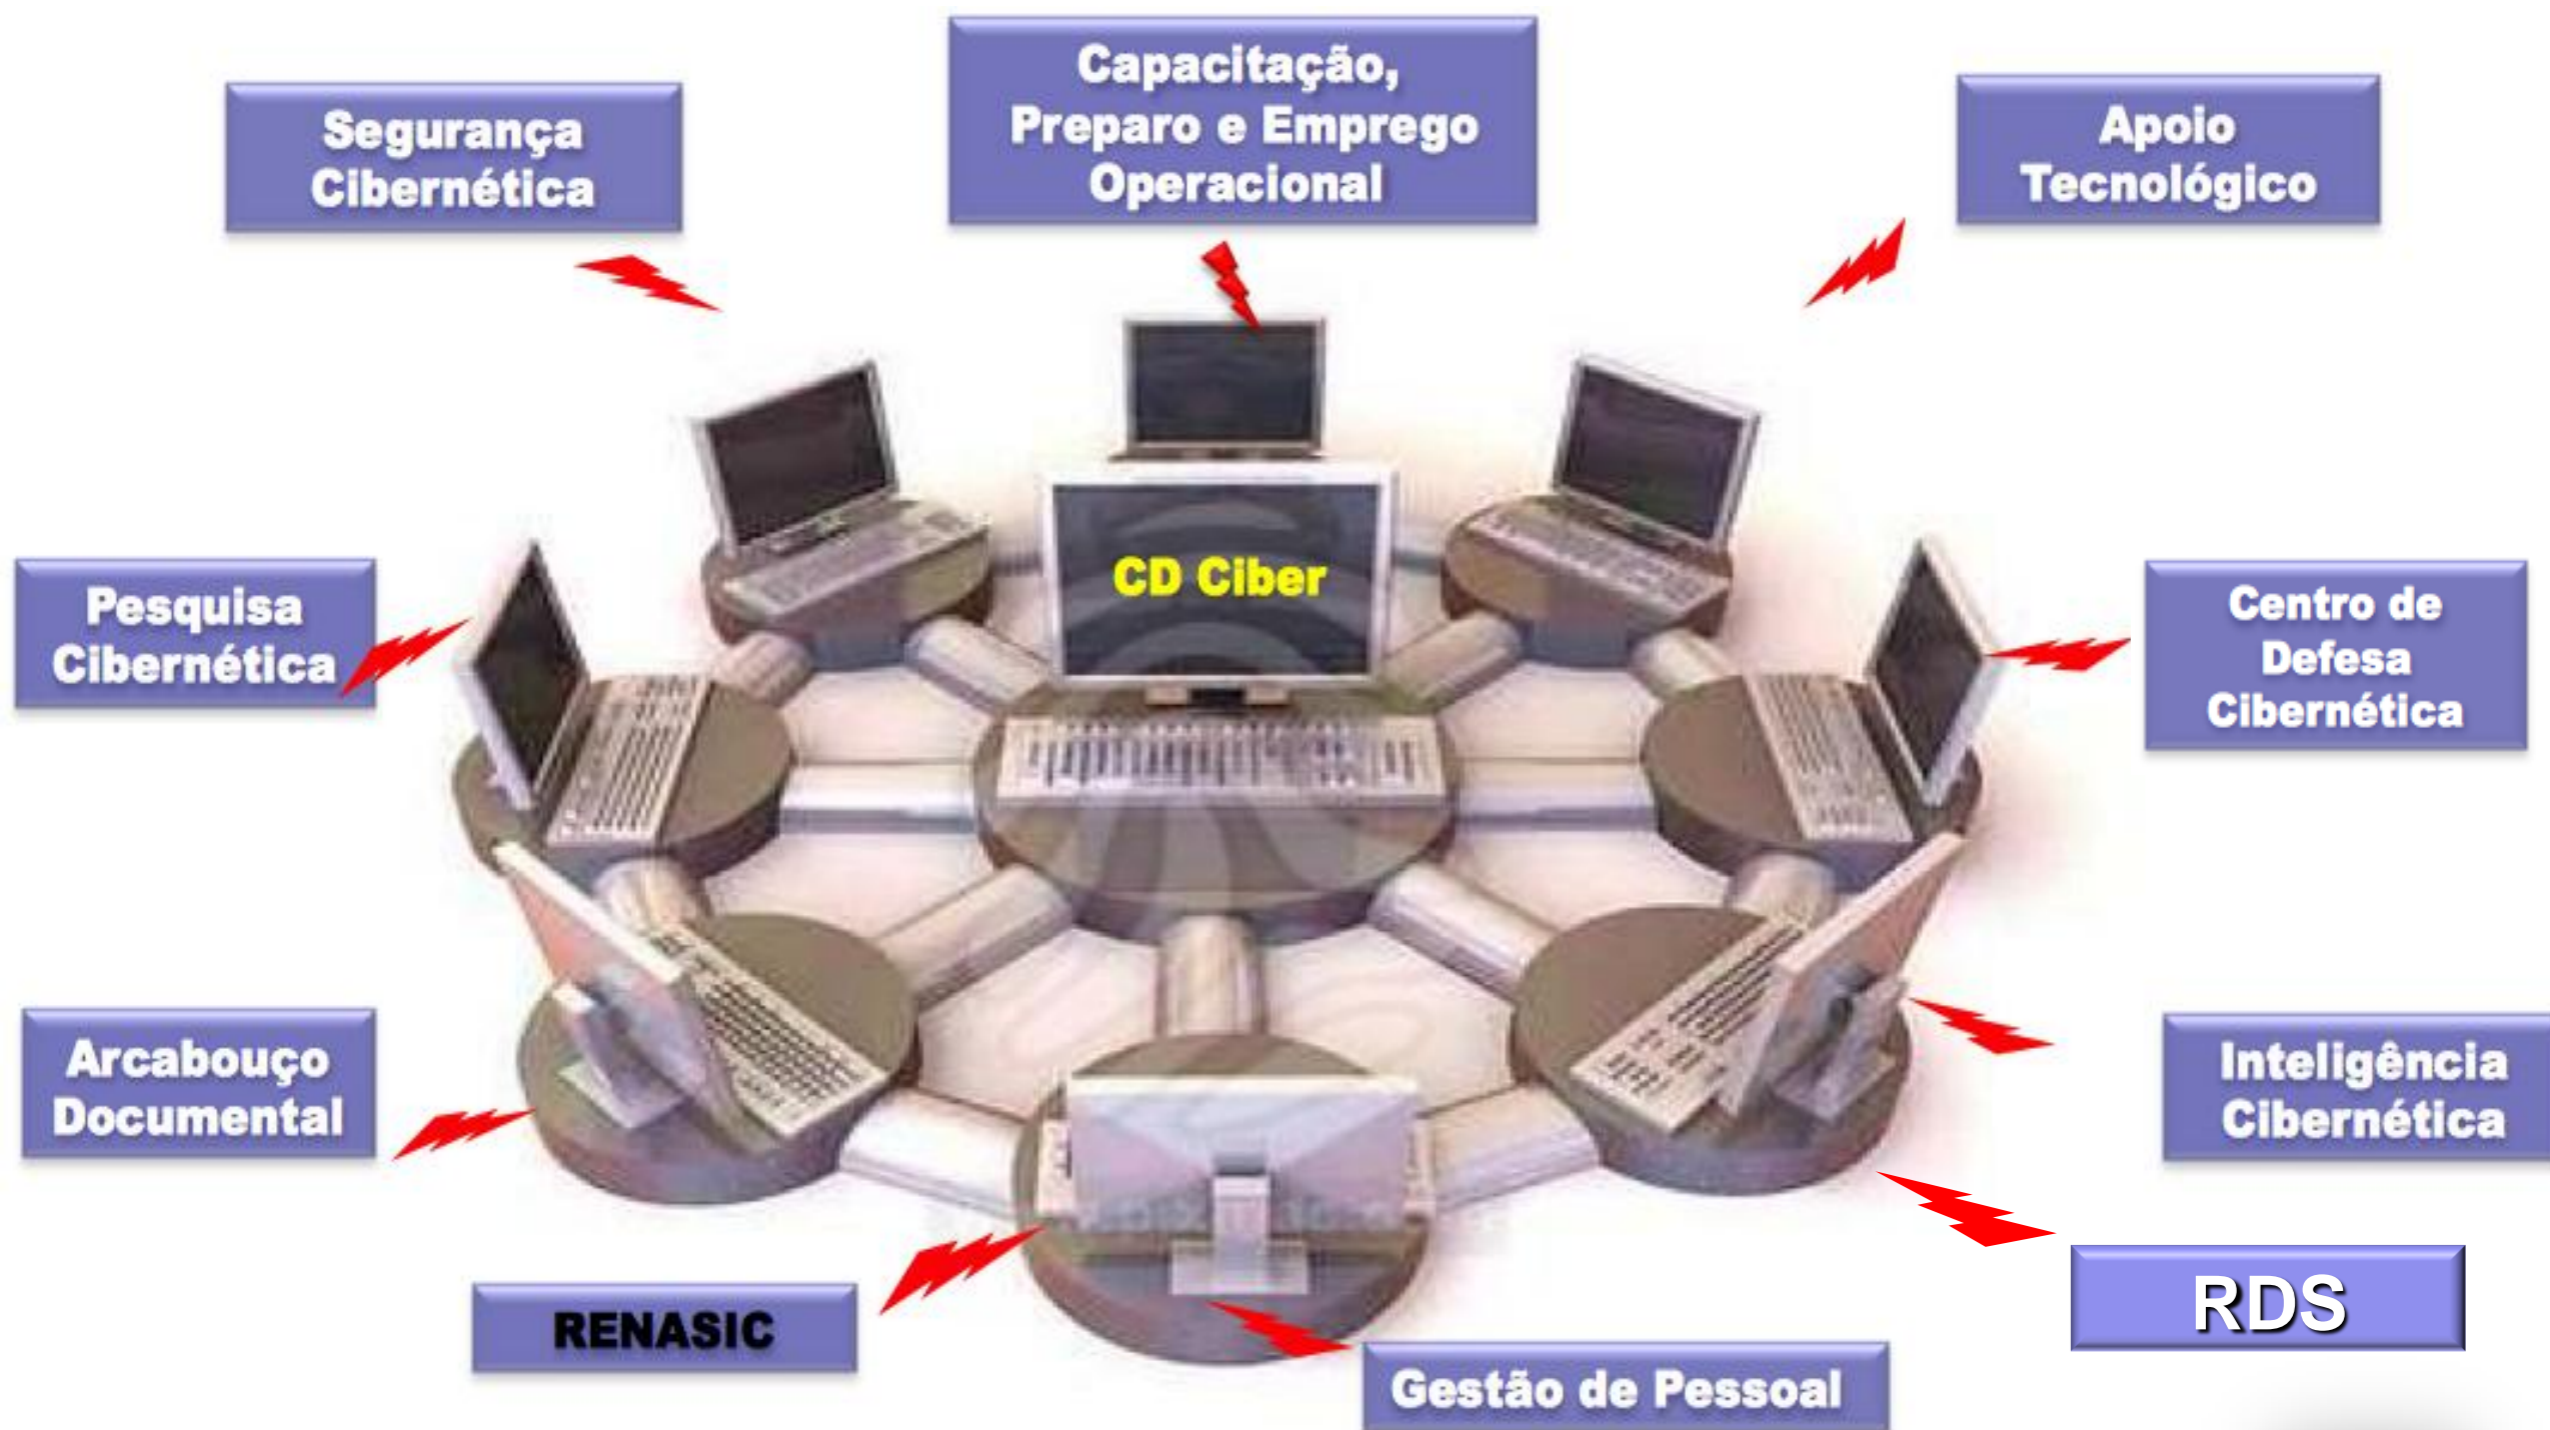 Capacitação,
Preparo e Emprego
Operacional
Segurança
Cibernética
Apoio
Tecnológico
CD Ciber
Pesquisa
Cibernética
Centro de
Defesa
Cibernética
Arcabouço
Documental
Inteligência
Cibernética
RENASIC
RDS
Gestão de Pessoal